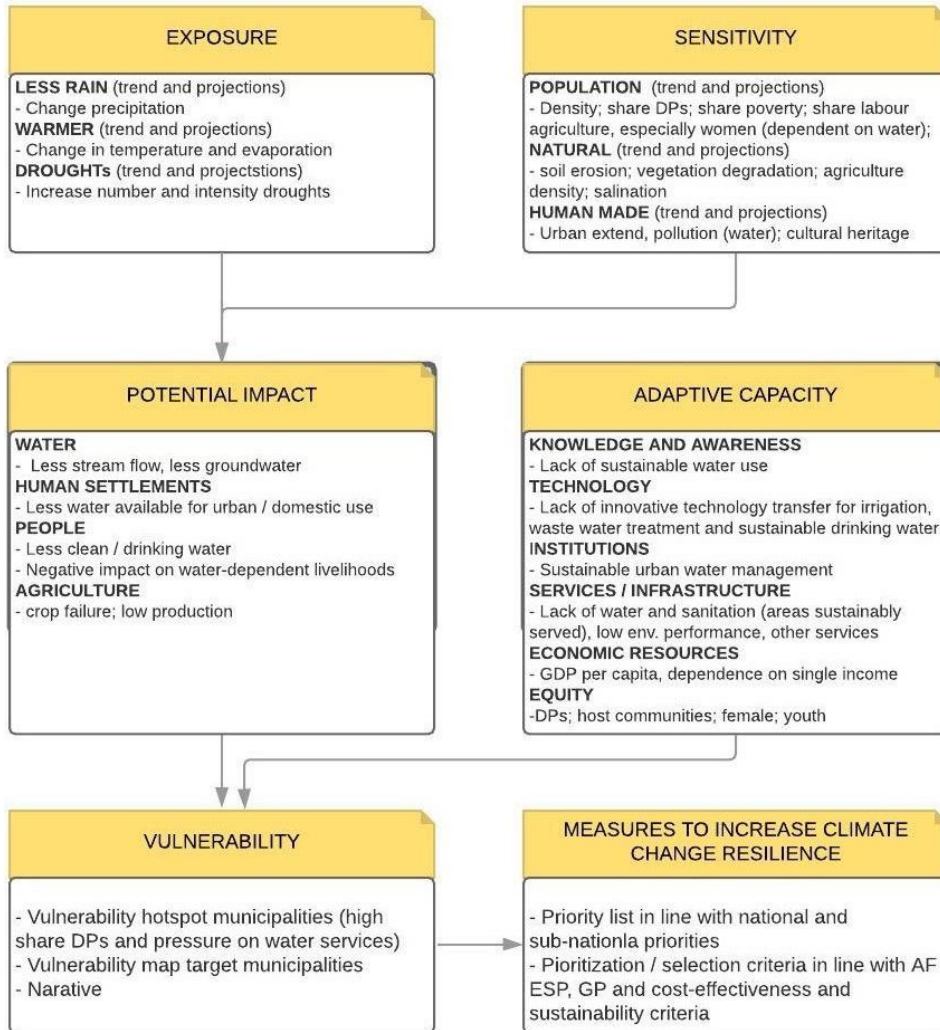 EXPOSURE
LESS RAIN (trend and projections)
- Change precipitation
WARMER (trend and projections)
- Change in temperature and evaporation
DROUGHTs (trend and projectstions)
- Increase number and intensity droughts
SENSITIVITY
POPULATION (trend and projections)
- Density; share DPs; share poverty; share labour
agriculture, especially women (dependent on water);
NATURAL (trend and projections)
- soil erosion; vegetation degradation; agriculture
density; salination
HUMAN MADE (trend and projections)
- Urban extend, pollution (water); cultural heritage
POTENTIAL IMPACT
WATER
- Less stream flow, less groundwater
HUMAN SETTLEMENTS
- Less water available for urban / domestic use
PEOPLE
- Less clean / drinking water
- Negative impact on water-dependent livelihoods
AGRICULTURE
- crop failure; low production
ADAPTIVE CAPACITY
KNOWLEDGE AND AWARENESS
- Lack of sustainable water use
TECHNOLOGY
- Lack of innovative technology transfer for irrigation,
waste water treatment and sustainable drinking water
INSTITUTIONS
- Sustainable urban water management
SERVICES / INFRASTRUCTURE
- Lack of water and sanitation (areas sustainably
served), low env. performance, other services
ECONOMIC RESOURCES
- GDP per capita, dependence on single income
EQUITY
-DPs; host communities; female; youth
VULNERABILITY
- Vulnerability hotspot municipalities (high
share DPs and pressure on water services)
- Vulnerability map target municipalities
- Narative
MEASURES TO INCREASE CLIMATE
CHANGE RESILIENCE
- Priority list in line with national and
sub-nationla priorities
- Pioritization / selection criteria in line with AF
ESP, GP and cost-effectiveness and
sustainability criteria